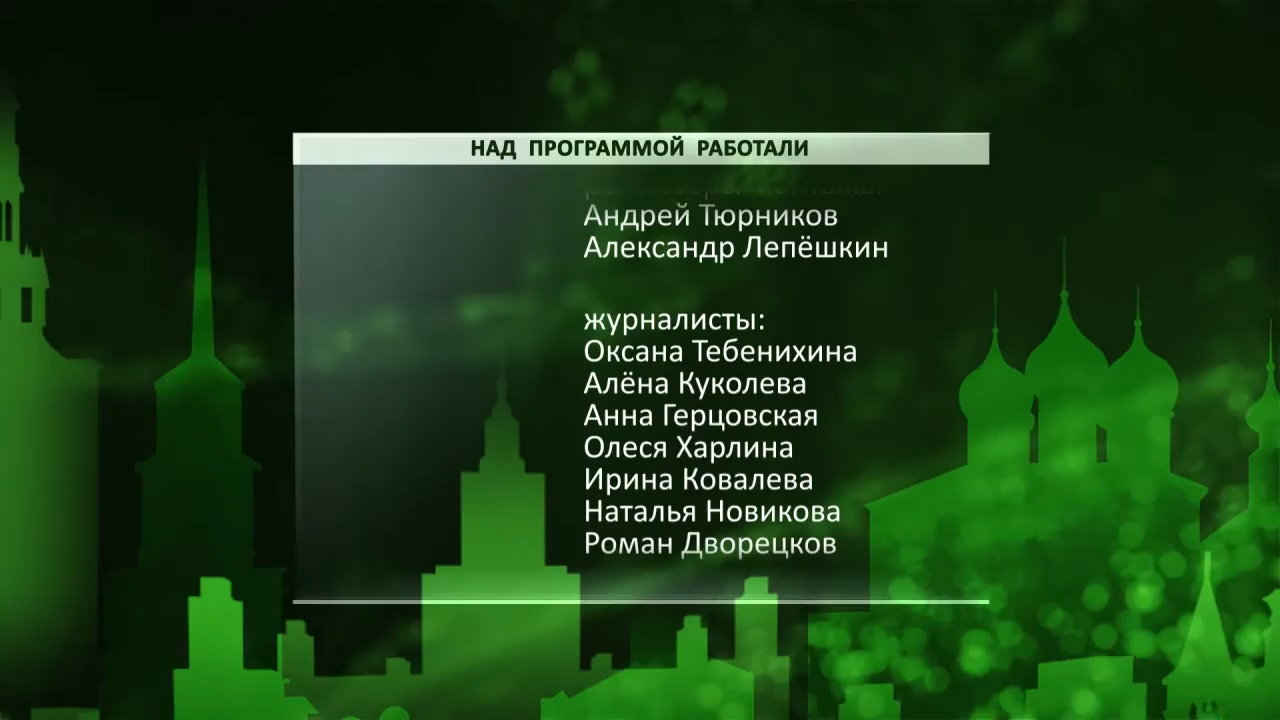 НАД ПРОГРАММОЙ РАБОТАЛИ
Андрей Тюрников
Александр Лепёшкин
журналисты:
Оксана Тебенихина
Алёна Куколева
Анна Герцовская
Олеся Харлина
Ирина Ковалева
Наталья Новикова
Роман Дворецков